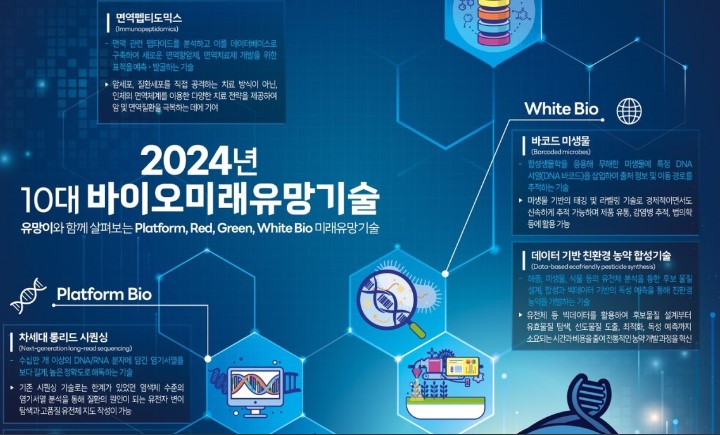 면역펩티도믹스
(Immunopeptidomics)
- 면역 관련 펩타이드를 분석하고 이를 데이터베이스로
구축하여 새로운 면역항암제, 면역치료제 개발을 위한
표적을 예측·발굴하는 기술
▸ 암세포, 질환세포를 직접 공격하는 치료 방식이 아닌,
인체의 면역체계를 이용한 다양한 치료 전략을 제공하여
암 및 면역질환을 극복하는 데에 기여
2024년
10대 바이오미래유망기술
유망이와 함께 살펴보는 Platform, Red, Green, White Bio 미래유망기술
White Bio
바코드 미생물
(Barcoded microbes)
- 합성생물학을 응용해 무해한 미생물에 특정 DNA
서열(DNA 바코드)을 삽입하여 출처 정보 및 이동 경로를
추적하는 기술
▸ 미생물 기반의 태깅 및 라벨링 기술로 경제적이면서도
신속하게 추적 가능하며 제품 유통, 감염병 추적, 법의학
등에 활용 가능
데이터 기반 친환경 농약 합성기술
(Data-based ecofriendly pesticide synthesis)
- 해충, 미생물, 식물 등의 유전체 분석을 통한 후보 물질
설계, 합성과 빅데이터 기반의 독성 예측을 통해 친환경
농약을 개발하는 기술
▸ 유전체 등 빅데이터를 활용하여 후보물질 설계부터
유효물질 탐색, 선도물질 도출, 최적화, 독성 예측까지
소요되는 시간과 비용을 줄여 전통적인 농약 개발 과정을 혁신
Platform Bio
차세대 롱리드 시퀀싱
(Next-generation long-read sequencing)
- 수십만 개 이상의 DNA/RNA 분자에 담긴 염기서열을
보다 길게, 높은 정확도로 해독하는 기술
▸ 기존 시퀀싱 기술로는 한계가 있었던 염색체 수준의
염기서열 분석을 통해 질환의 원인이 되는 유전자 변이
탐색과 고품질 유전체 지도 작성이 가능